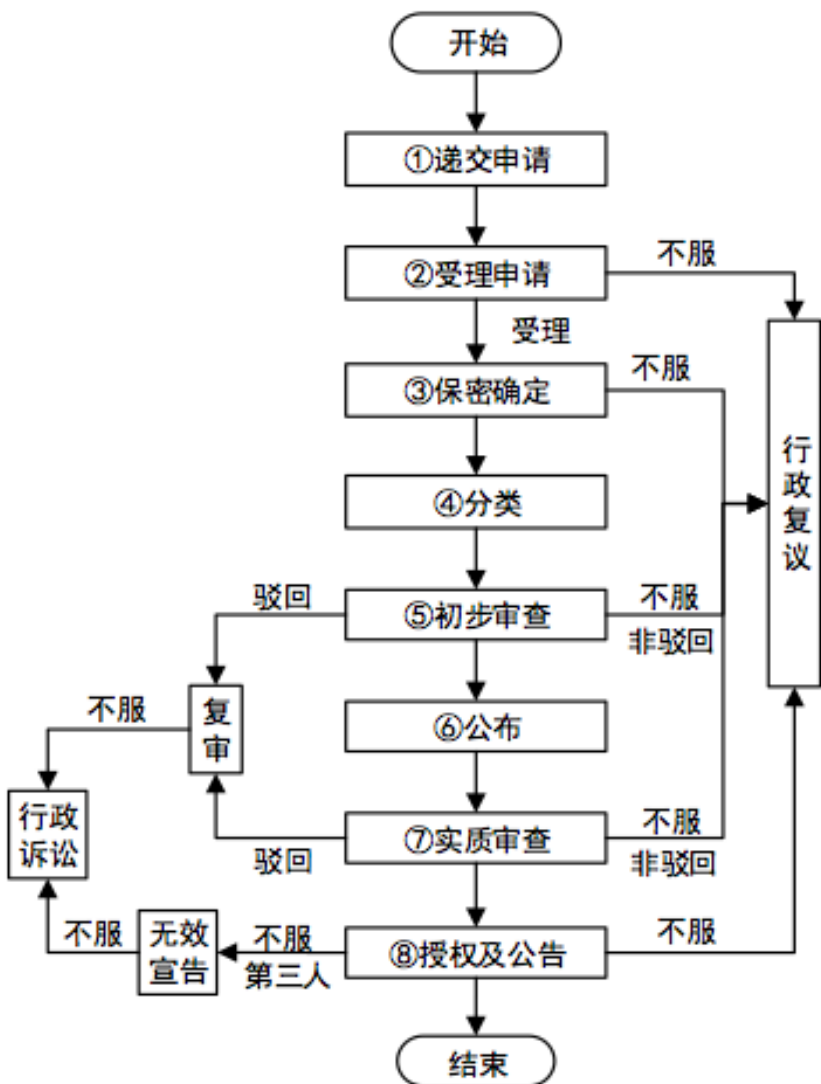 开始
①递交申请
②受理申请
不服
受理
③保密确定
不服
行
政
复
议
④分类
驳回
⑤初步审查
不服
非驳回
不服
复
审
⑥公布
行政
诉讼
驳回
⑦实质审查
不服
非驳回
不服
无效
宣告
不服
第三人
⑧授权及公告
不服
结束